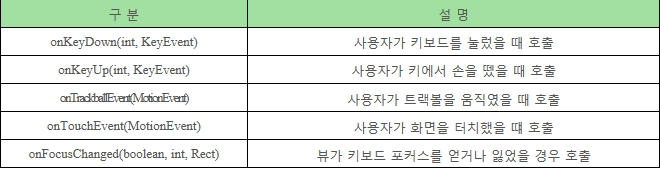 구 분 설 명
onKeyDown(int, KeyEvent) 사용자가 키보드를 눌렀을 때 호출
onKeyUp(int, KeyEvent) 사용자가 키에서 손을 뗐을 때 호출
onTrackballEvent(MotionEvent) 사용자가 트랙볼을 움직였을 때 호출
onTouchEvent(MotionEvent) 사용자가 화면을 터치했을 때 호출
onFocusChanged(boolean, int, Rect) 뷰가 키보드 포커스를 얻거나 잃었을 경우 호출